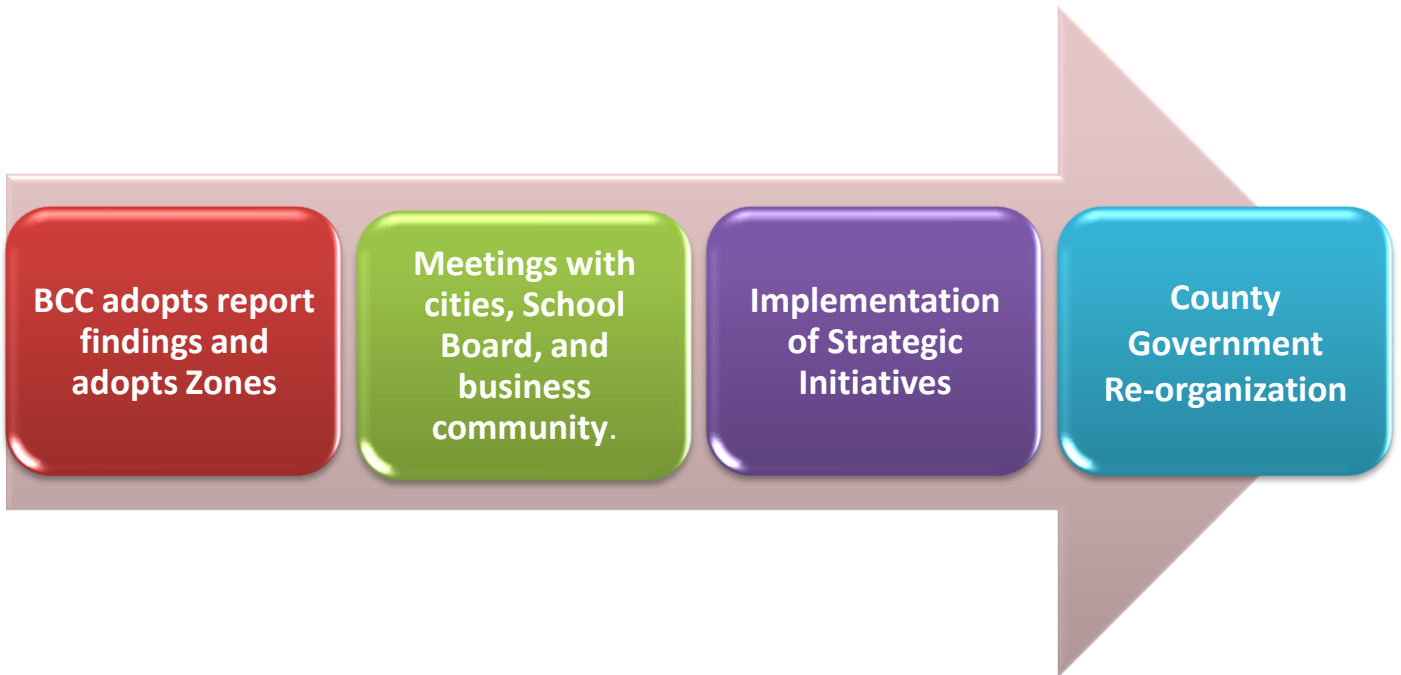 BCC adopts report
findings and
adopts Zones
Meetings with
cities, School
Board, and
business
community.
Implementation
of Strategic
Initiatives
County
Government
Re-organization